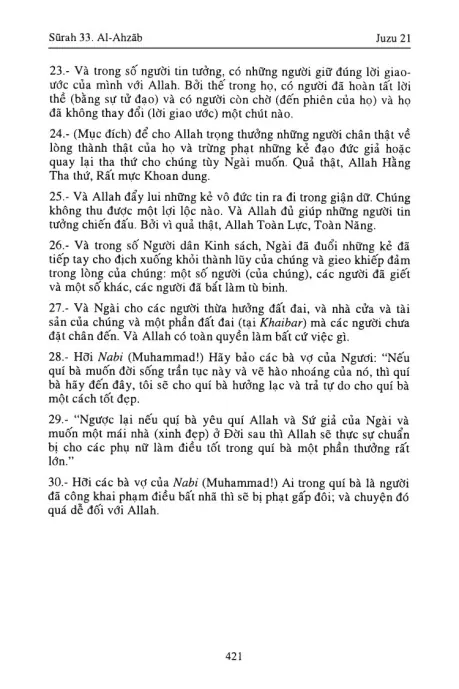 Sūrah 33. Al-Ahzāb Juzu 21
23.- Và trong số người tin tưởng, có những người giữ đúng lời giao-
ước của mình với Allah. Bởi thế trong họ, có người đã hoàn tất lời
thề (bằng sự tử đạo) và có người còn chờ (đến phiên của họ) và họ
đã không thay đổi (lời giao ước) một chút nào.
24.- (Mục đích) để cho Allah trọng thưởng những người chân thật về
lòng thành thật của họ và trừng phạt những kẻ đạo đức giả hoặc
quay lại tha thứ cho chúng tùy Ngài muốn. Quả thật, Allah Hằng
Tha thứ, Rất mực Khoan dung.
25.- Và Allah đẩy lui những kẻ vô đức tin ra đi trong giận dữ. Chúng
không thu được một lợi lộc nào. Và Allah đủ giúp những người tin
tưởng chiến đấu. Bởi vì quả thật, Allah Toàn Lực, Toàn Năng.
26.- Và trong số Người dân Kinh sách, Ngài đã đuổi những kẻ đã
tiếp tay cho địch xuống khỏi thành lũy của chúng và gieo khiếp đảm
trong lòng của chúng: một số người (của chúng), các người đã giết
và một số khác, các người đã bắt làm tù binh.
27.- Và Ngài cho các người thừa hưởng đất đai, và nhà cửa và tài
sản của chúng và một phần đất đai (tại Khaibar) mà các người chưa
đặt chân đến. Và Allah có toàn quyền làm bất cứ việc gì.
28.- Hỡi Nabi (Muhammad!) Hãy bảo các bà vợ của Ngươi: “Nếu
quí bà muốn đời sống trần tục này và vẻ hào nhoáng của nó, thì quí
bà hãy đến đây, tôi sẽ cho quí bà hưởng lạc và trả tự do cho quí bà
một cách tốt đẹp.
29.- “Ngược lại nếu quí bà yêu quí Allah và Sứ giả của Ngài và
muốn một mái nhà (xinh đẹp) ở Đời sau thì Allah sẽ thực sự chuẩn
bị cho các phụ nữ làm điều tốt trong quí bà một phần thưởng rất
lớn.”
30.- Hỡi các bà vợ của Nabi (Muhammad!) Ai trong quí bà là người
đã công khai phạm điều bất nhã thì sẽ bị phạt gấp đôi; và chuyện đó
quá dễ đối với Allah.
421